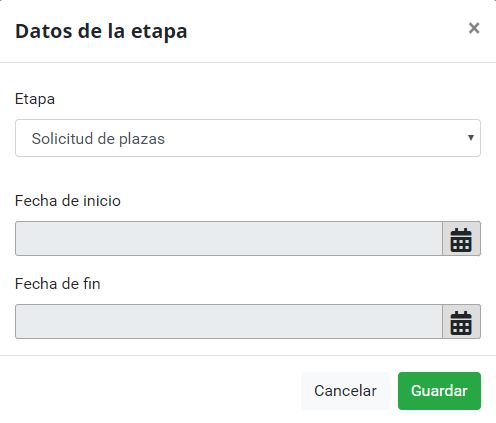 Datos de la etapa ×
Etapa
Solicitud de plazas
Fecha de inicio
Fecha de fin
Cancelar Guardar